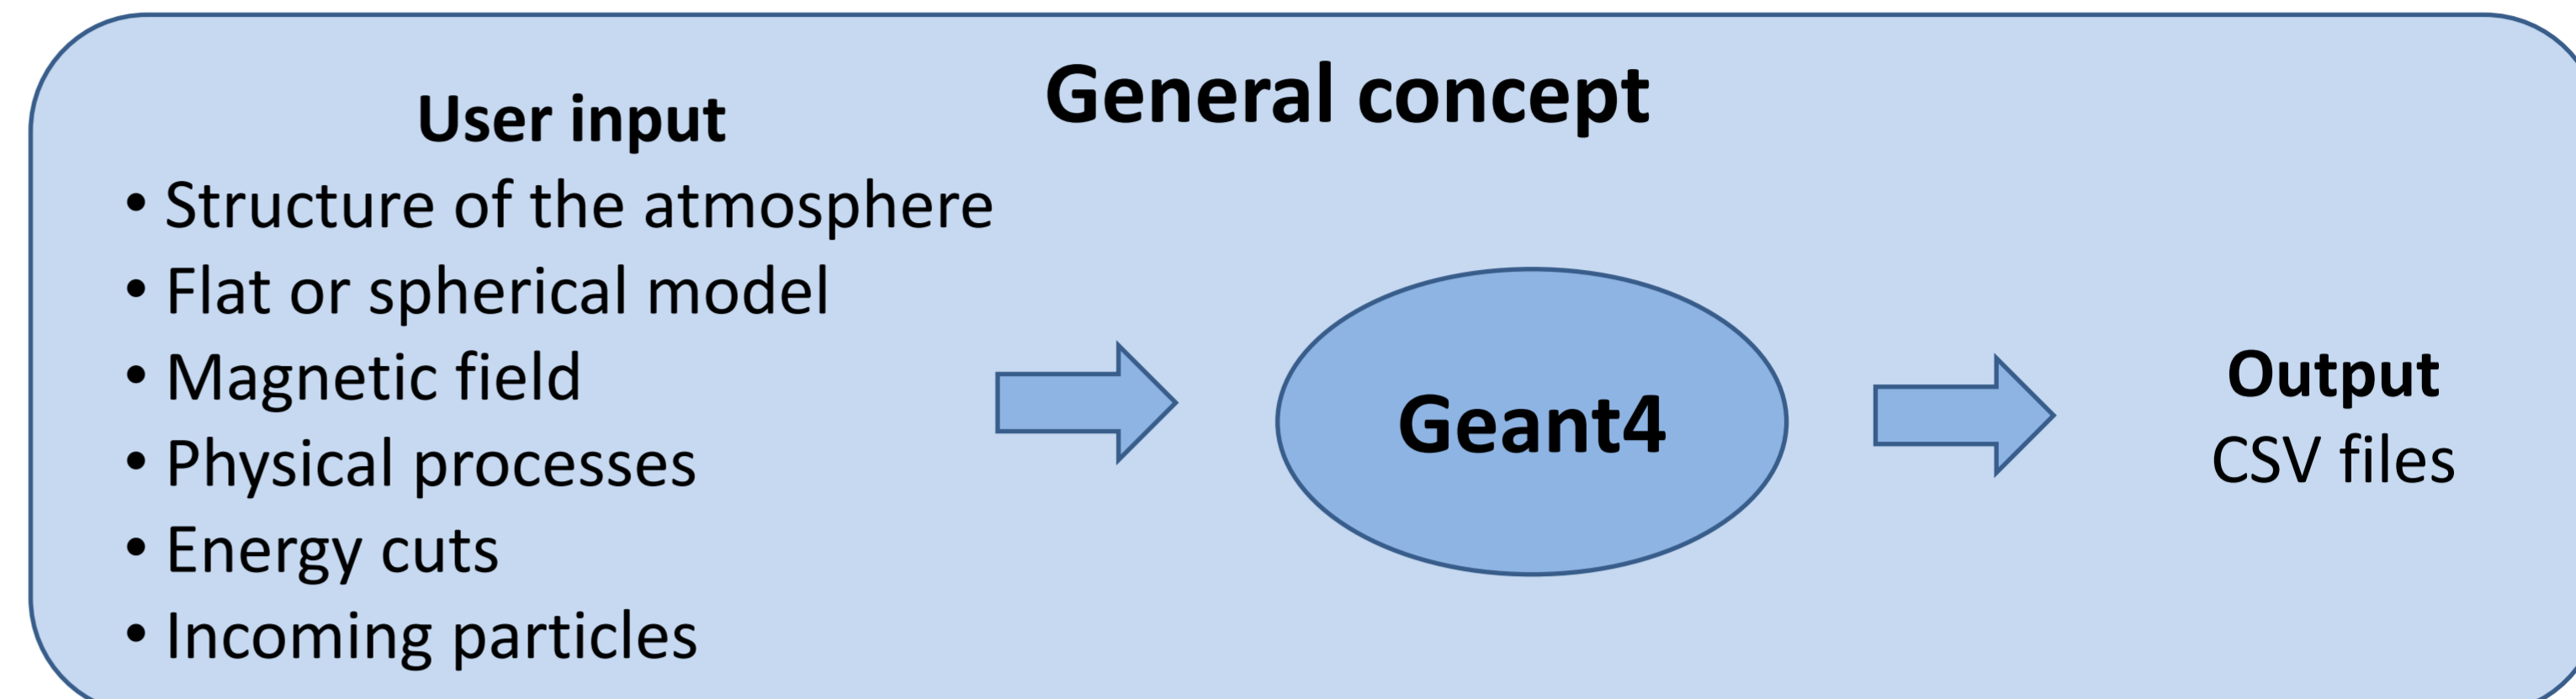 General concept
User input
• Structure of the atmosphere
• Flat or spherical model
• Magnetic field
• Physical processes
• Energy cuts
• Incoming particles
Geant4
Output
CSV files